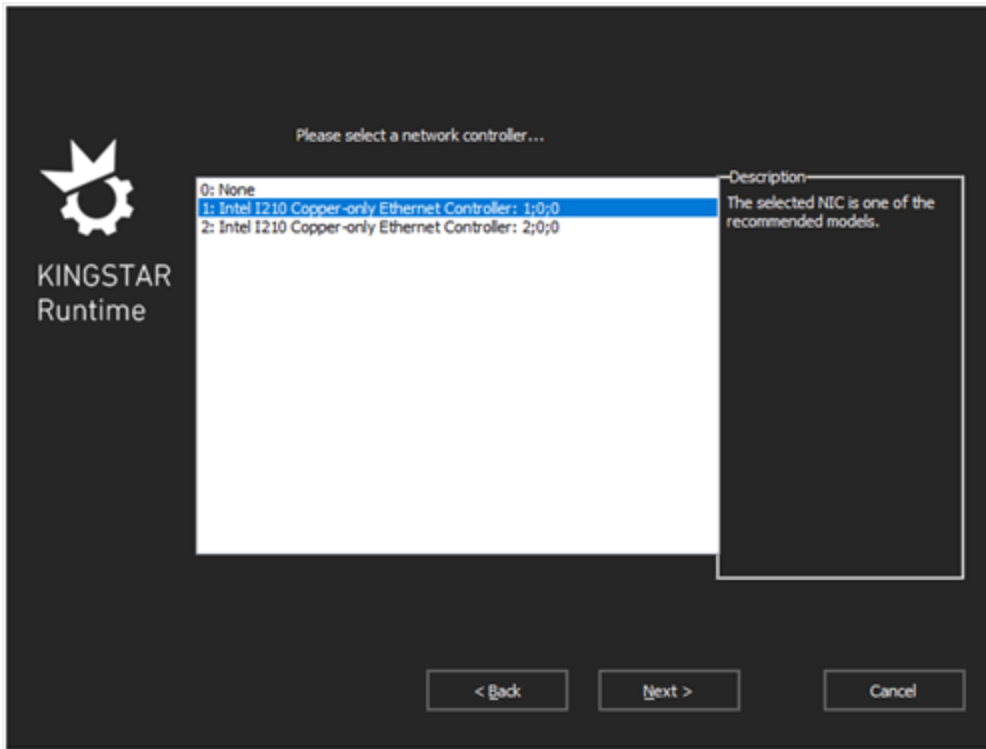 Please select a network controller...
KINGSTAR
Runtime
0: None
1: Intel I210 Copper-only Ethernet Controller: 1;0;0
2: Intel I210 Copper-only Ethernet Controller: 2;0;0
Description
The selected NIC is one of the
recommended models.
< Back
Next >
Cancel